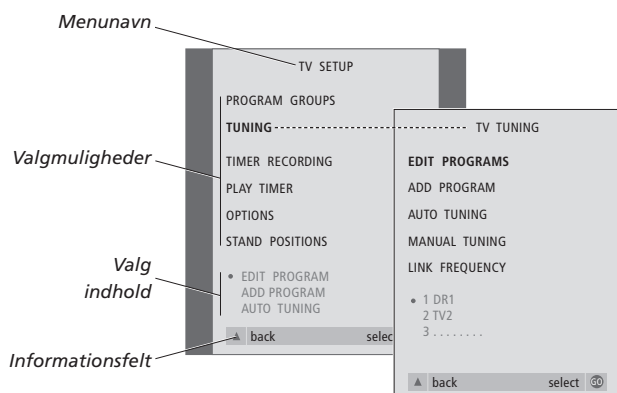 Menunavn
TV SETUP
PROGRAM GROUPS
TUNING
TIMER RECORDING
PLAY TIMER
OPTIONS
STAND POSITIONS
Valgmuligheder
• EDIT PROGRAM
ADD PROGRAM
AUTO TUNING
Valg
indhold
▲ back selec
Informationsfelt
TV TUNING
EDIT PROGRAMS
ADD PROGRAM
AUTO TUNING
MANUAL TUNING
LINK FREQUENCY
• 1 DR1
2 TV2
3 . . . . . . . .
▲ back select GO